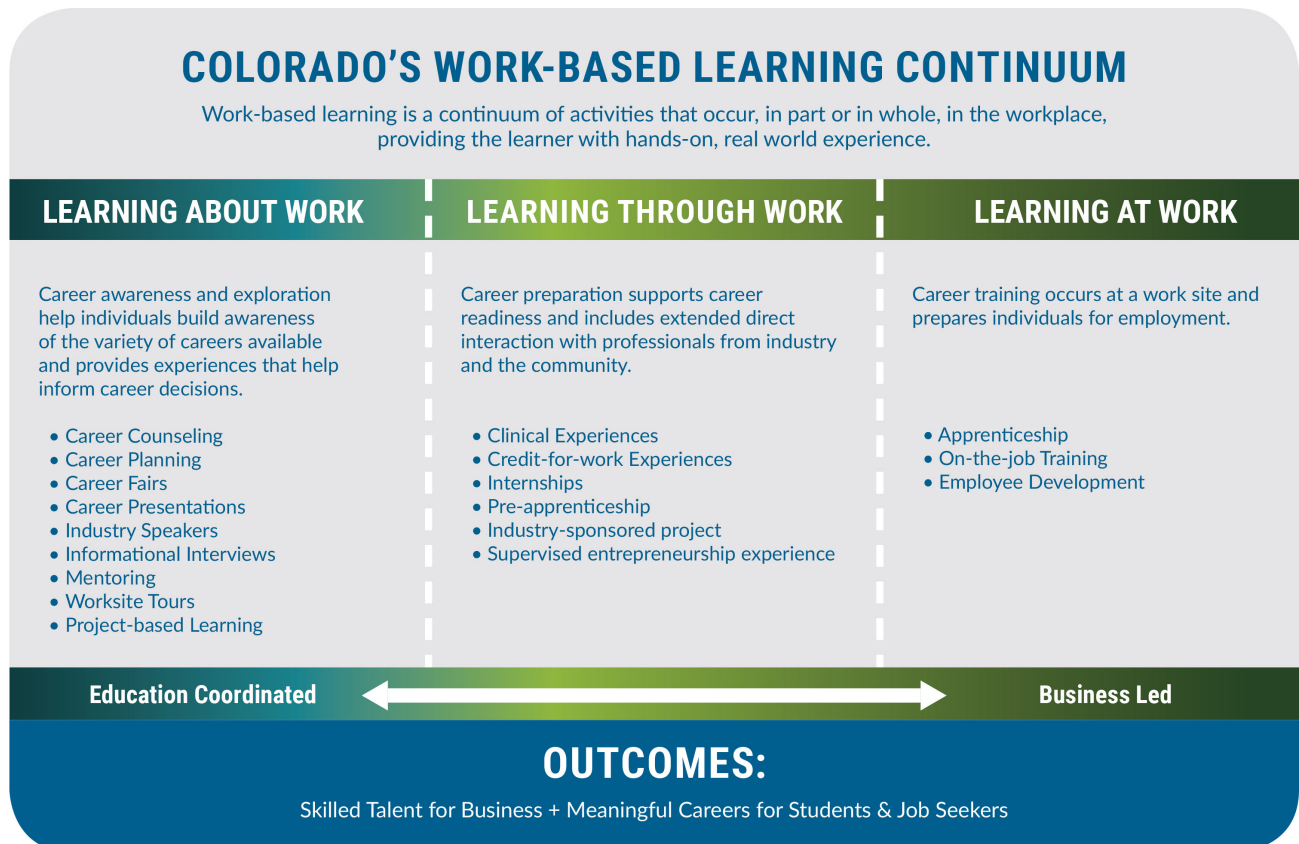 COLORADO’S WORK-BASED LEARNING CONTINUUM
Work-based learning is a continuum of activities that occur, in part or in whole, in the workplace,
providing the learner with hands-on, real world experience.
LEARNING ABOUT WORK
Career awareness and exploration
help individuals build awareness
of the variety of careers available
and provides experiences that help
inform career decisions.
• Career Counseling
• Career Planning
• Career Fairs
• Career Presentations
• Industry Speakers
• Informational Interviews
• Mentoring
• Worksite Tours
• Project-based Learning
LEARNING THROUGH WORK
Career preparation supports career
readiness and includes extended direct
interaction with professionals from industry
and the community.
• Clinical Experiences
• Credit-for-work Experiences
• Internships
• Pre-apprenticeship
• Industry-sponsored project
• Supervised entrepreneurship experience
LEARNING AT WORK
Career training occurs at a work site and
prepares individuals for employment.
• Apprenticeship
• On-the-job Training
• Employee Development
Education Coordinated
Business Led
OUTCOMES:
Skilled Talent for Business + Meaningful Careers for Students & Job Seekers